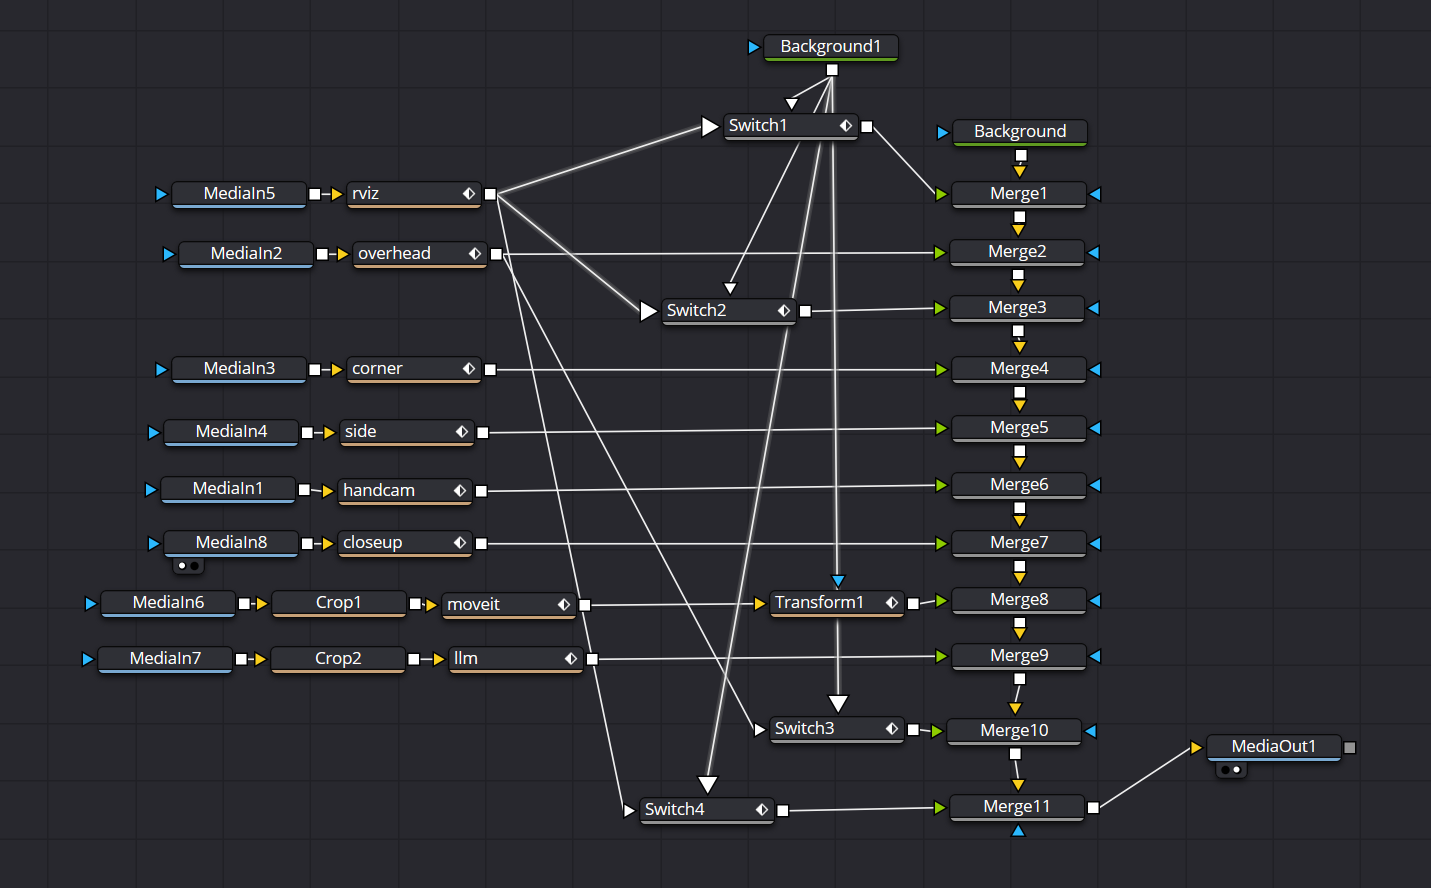 Background1
Switch1
Background
MediaIn5
rviz
Merge1
MediaIn2
overhead
Merge2
Switch2
Merge3
MediaIn3
corner
Merge4
MediaIn4
side
Merge5
MediaIn1
handcam
Merge6
MediaIn8
closeup
Merge7
MediaIn6
Crop1
moveit
Transform1
Merge8
MediaIn7
Crop2
llm
Merge9
Switch3
Merge10
MediaOut1
Switch4
Merge11